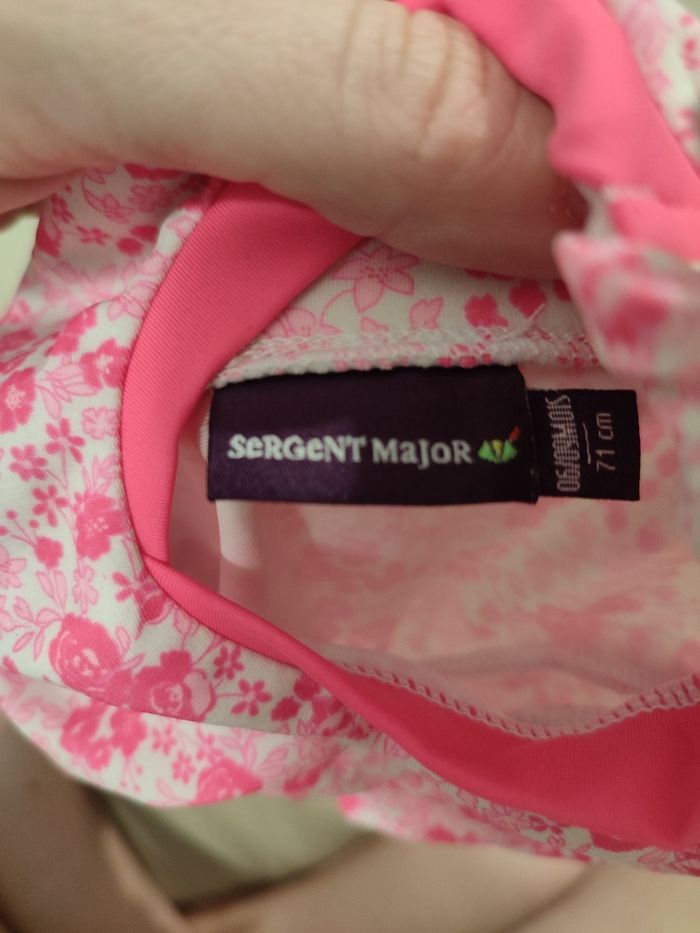 SeRGeNT MaJoR
06/09MOIS
71 cm